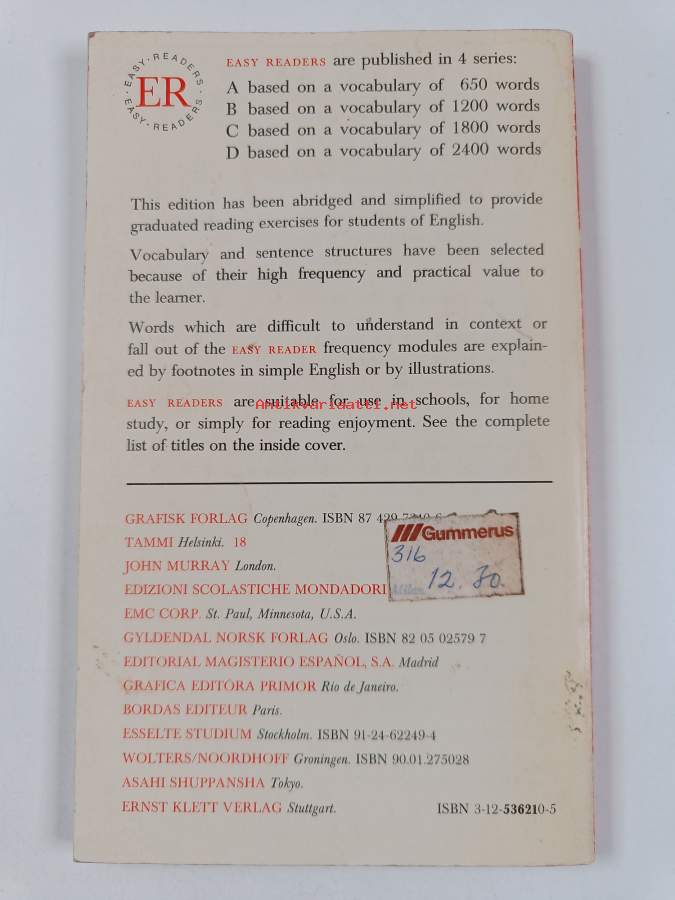 EASY · READERS · EASY · READERS ·
ER
EASY READERS are published in 4 series:
A based on a vocabulary of 650 words
B based on a vocabulary of 1200 words
C based on a vocabulary of 1800 words
D based on a vocabulary of 2400 words
This edition has been abridged and simplified to provide
graduated reading exercises for students of English.
Vocabulary and sentence structures have been selected
because of their high frequency and practical value to
the learner.
Words which are difficult to understand in context or
fall out of the EASY READER frequency modules are explain-
ed by footnotes in simple English or by illustrations.
EASY READERS are suitable for use in schools, for home
Antikvariaatti.net
study, or simply for reading enjoyment. See the complete
list of titles on the inside cover.
GRAFISK FORLAG Copenhagen. ISBN 87 429
Gummerus
TAMMI Helsinki. 18
316
JOHN MURRAY London.
12.30.
EDIZIONI SCOLASTICHE MONDADORI Milan.
EMC CORP. St. Paul, Minnesota, U.S.A.
GYLDENDAL NORSK FORLAG Oslo. ISBN 82 05 02579 7
EDITORIAL MAGISTERIO ESPAÑOL, S.A. Madrid
GRAFICA EDITÓRA PRIMOR Rio de Janeiro.
BORDAS EDITEUR Paris.
ESSELTE STUDIUM Stockholm. ISBN 91-24-62249-4
WOLTERS/NOORDHOFF Groningen. ISBN 90.01.275028
ASAHI SHUPPANSHA Tokyo.
ERNST KLETT VERLAG Stuttgart. ISBN 3-12-536210-5